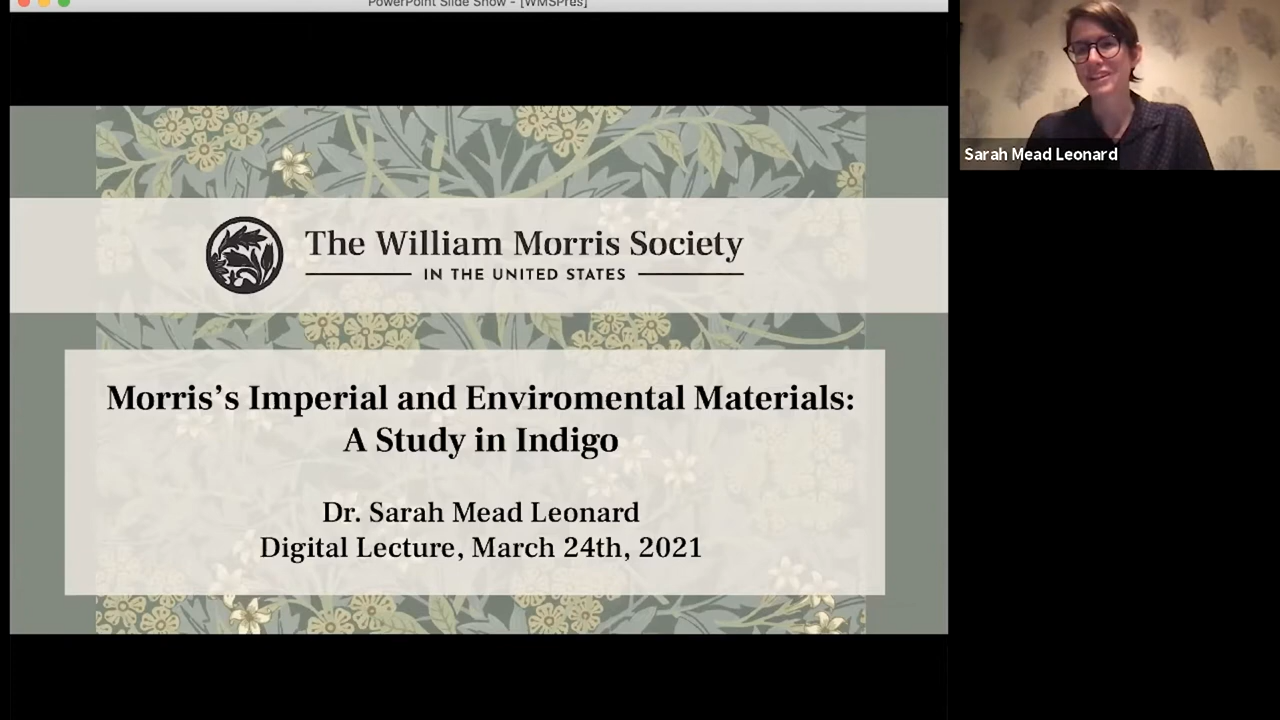 PowerPoint Slide Show - [WMSPres]
The William Morris Society
IN THE UNITED STATES
Morris's Imperial and Enviromental Materials:
A Study in Indigo
Dr. Sarah Mead Leonard
Digital Lecture, March 24th, 2021
Sarah Mead Leonard